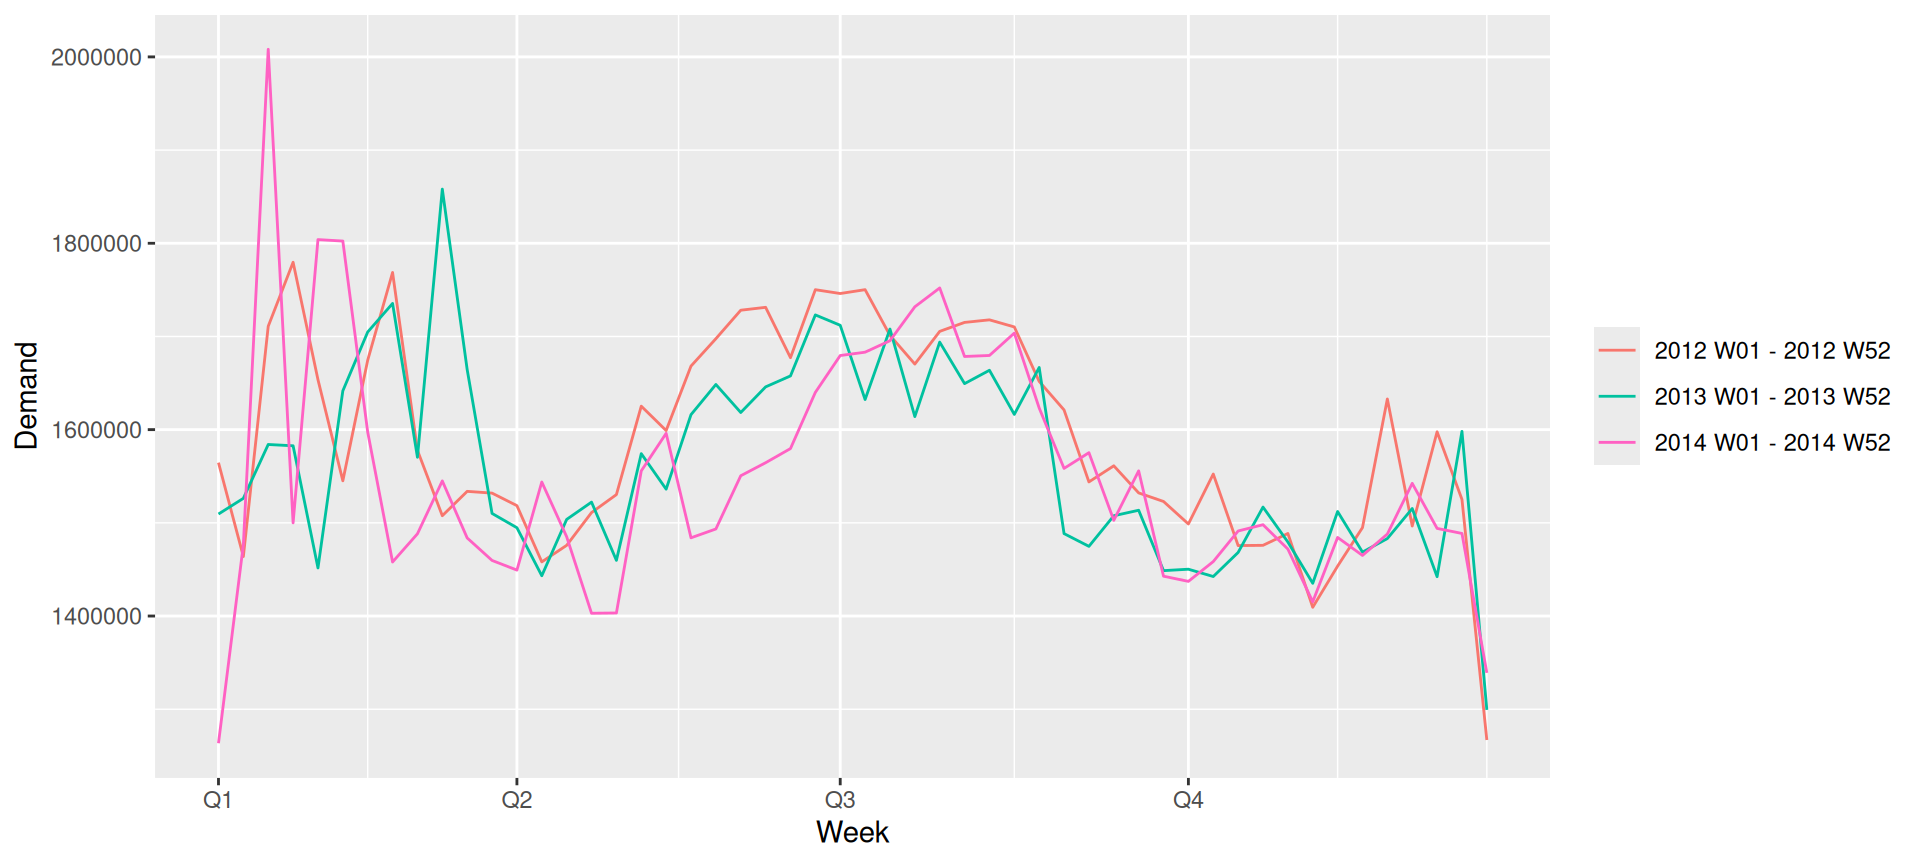 2000000
1800000
1600000
1400000
Demand
Q1
Q2
Q3
Q4
Week
2012 W01 - 2012 W52
2013 W01 - 2013 W52
2014 W01 - 2014 W52